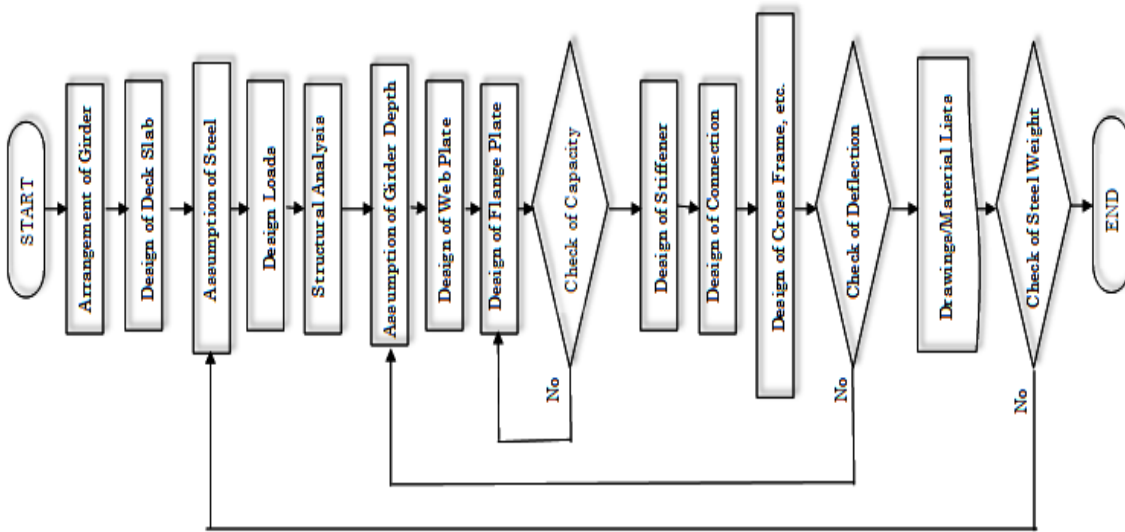 START
Arrangement of Girder
Design of Deck Slab
Assumption of Steel
Design Loads
Structural Analysis
Assumption of Girder Depth
Design of Web Plate
Design of Flange Plate
Check of Capacity
No
Design of Stiffener
Design of Connection
Design of Cross Frame, etc.
Check of Deflection
No
Drawings/Material Lists
Check of Steel Weight
No
END